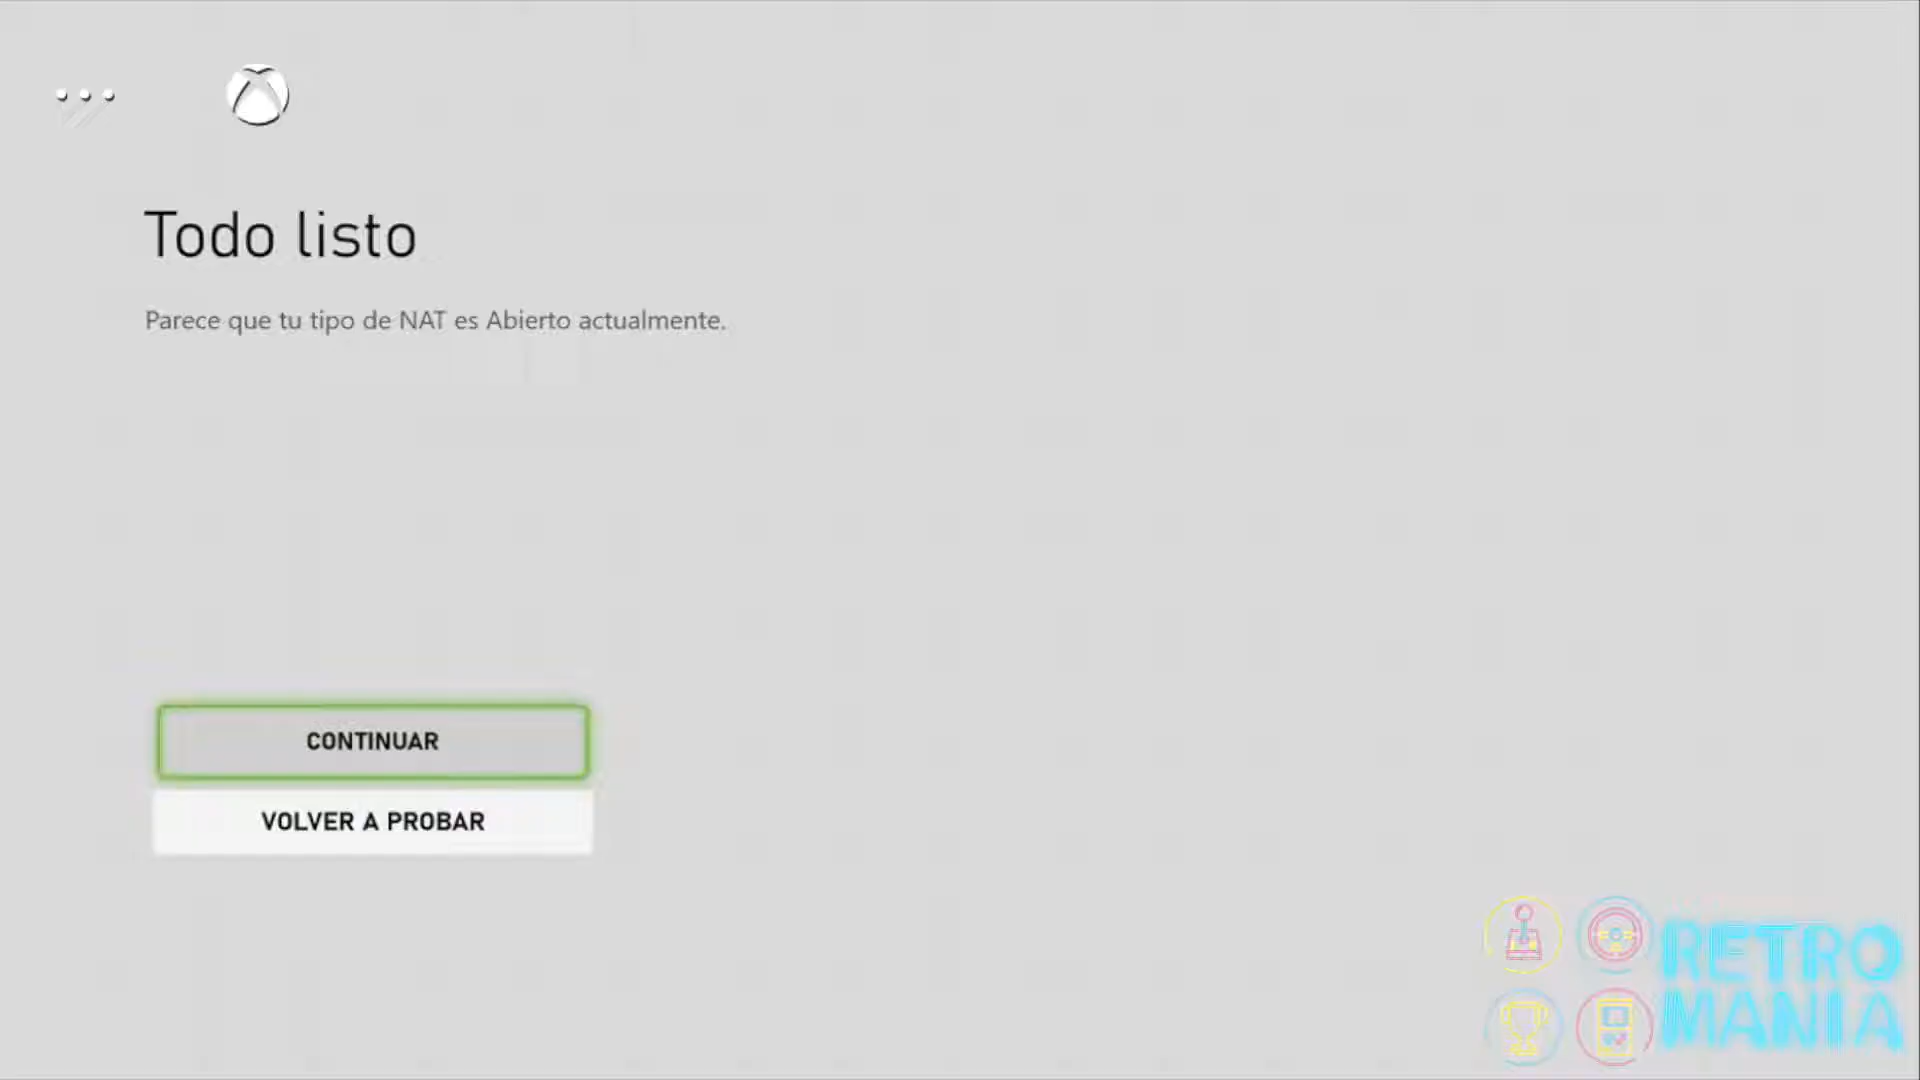 Todo listo
Parece que tu tipo de NAT es Abierto actualmente.
CONTINUAR
VOLVER A PROBAR
RETRO
MANIA